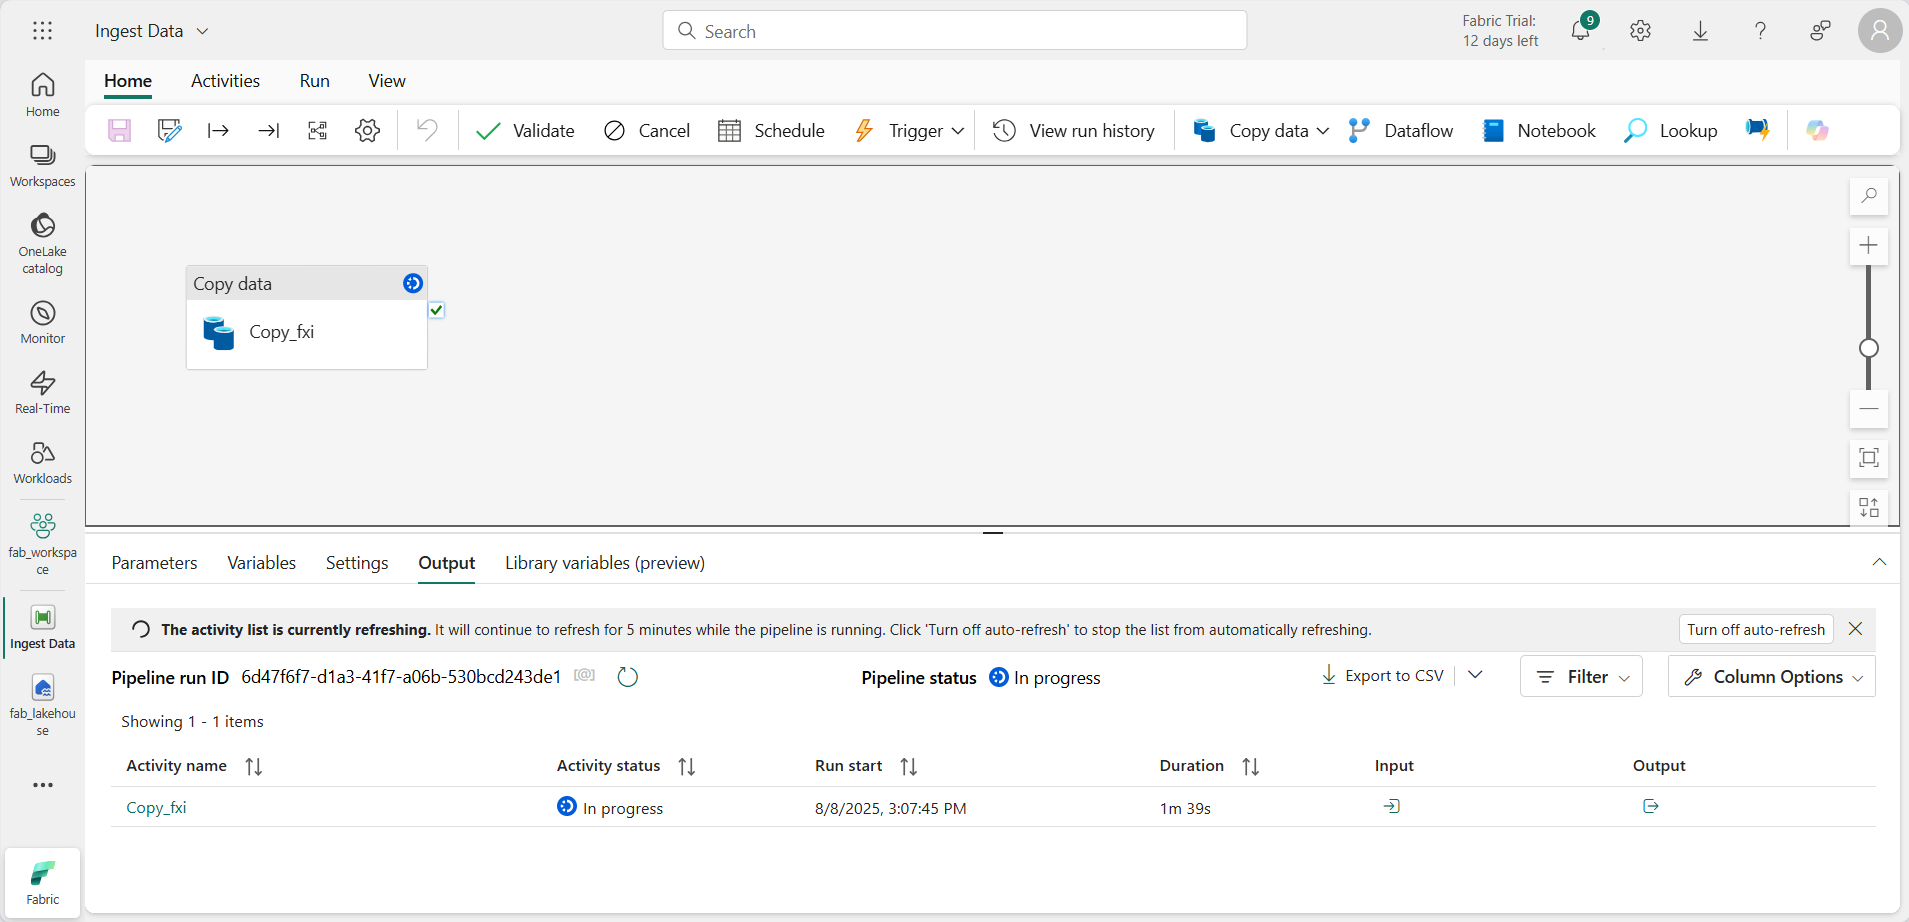 Ingest Data
Search
Fabric Trial:
12 days left
9
Home
Activities
Run
View
Validate
Cancel
Schedule
Trigger
View run history
Copy data
Dataflow
Notebook
Lookup
Home
Workspaces
OneLake
catalog
Monitor
Real-Time
Workloads
fab_workspa
ce
Ingest Data
fab_lakehou
se
Fabric
Copy data
Copy_fxi
Parameters
Variables
Settings
Output
Library variables (preview)
The activity list is currently refreshing. It will continue to refresh for 5 minutes while the pipeline is running. Click 'Turn off auto-refresh' to stop the list from automatically refreshing.
Turn off auto-refresh
Pipeline run ID 6d47f6f7-d1a3-41f7-a06b-530bcd243de1 [@]
Pipeline status In progress
Export to CSV
Filter
Column Options
Showing 1 - 1 items
Activity name
Activity status
Run start
Duration
Input
Output
Copy_fxi
In progress
8/8/2025, 3:07:45 PM
1m 39s